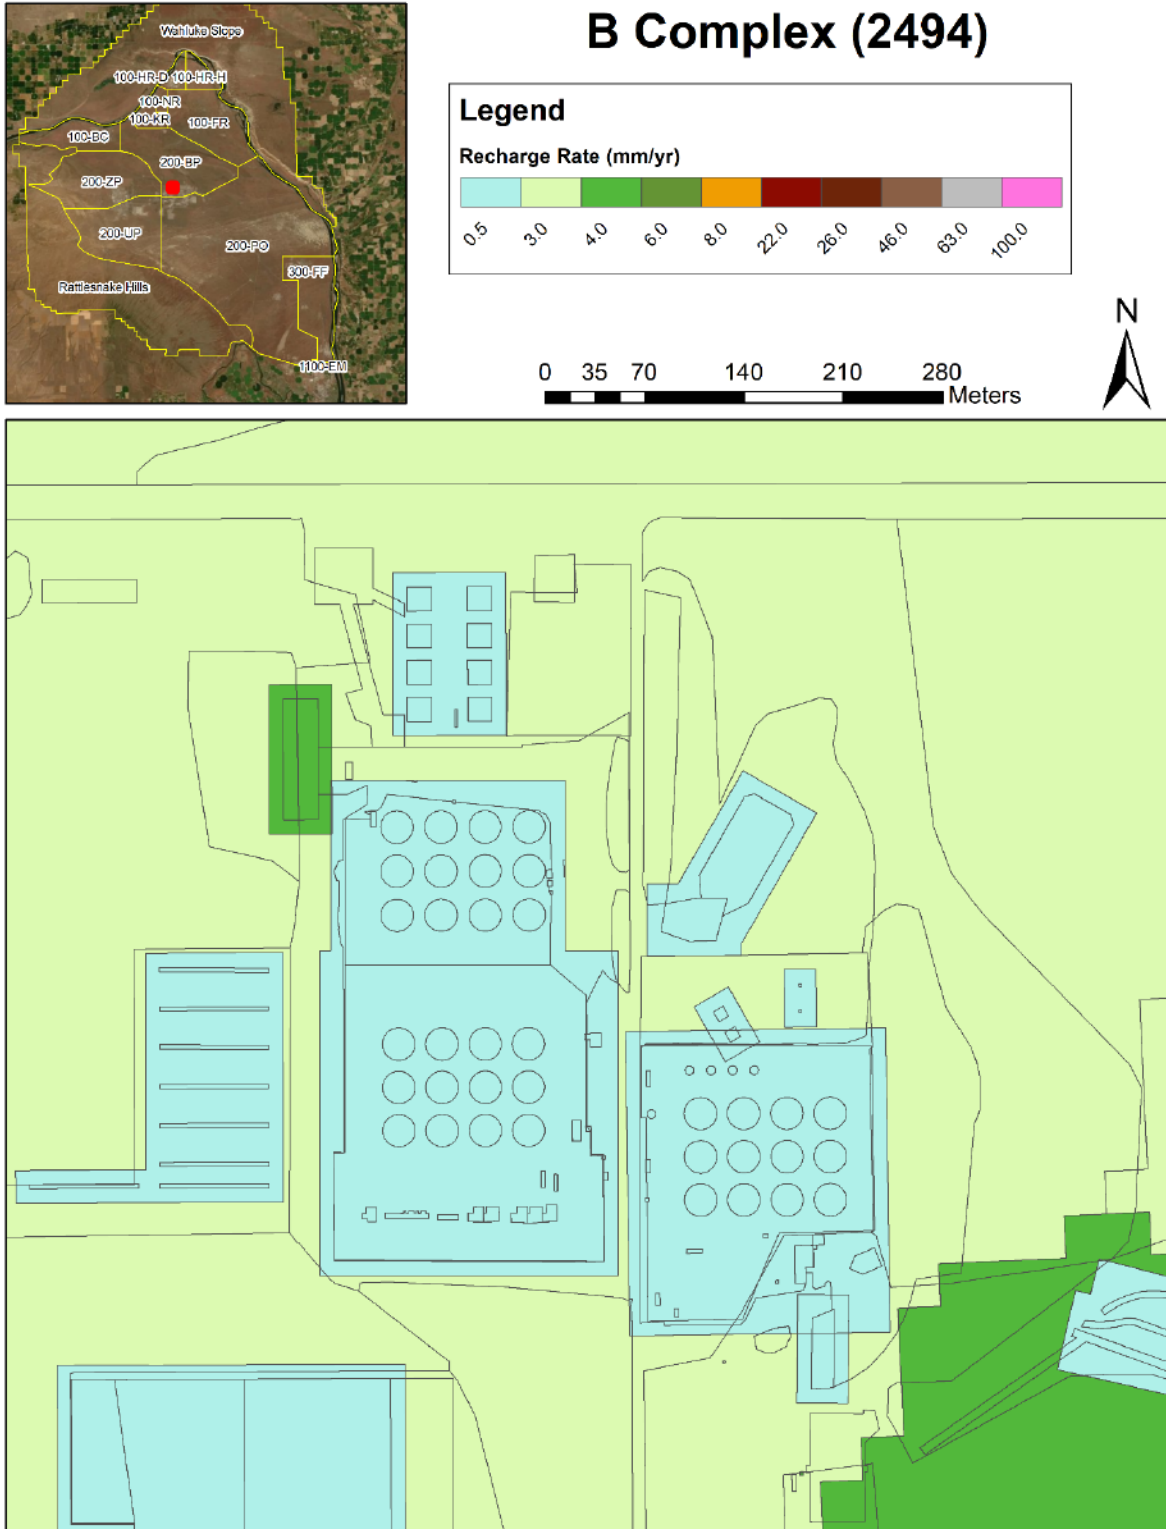 B Complex (2494)
Wahluke Slope
100-HR-D
100-HR-H
100-NR
100-KR
100-FR
100-BC
200-BP
200-ZP
200-UP
200-PO
300-FF
Rattlesnake Hills
1100-EM
Legend
Recharge Rate (mm/yr)
0.5 3.0 4.0 6.0 8.0 22.0 26.0 46.0 63.0 100.0
N
0 35 70 140 210 280
Meters